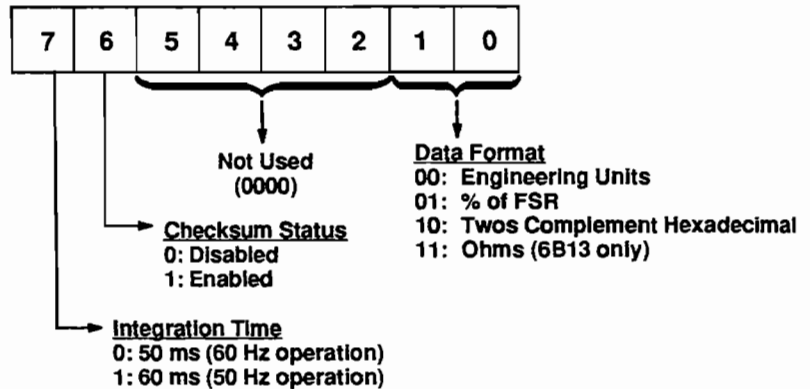 7 6 5 4 3 2 1 0
Not Used
(0000)
Data Format
00: Engineering Units
01: % of FSR
10: Twos Complement Hexadecimal
11: Ohms (6B13 only)
Checksum Status
0: Disabled
1: Enabled
Integration Time
0: 50 ms (60 Hz operation)
1: 60 ms (50 Hz operation)